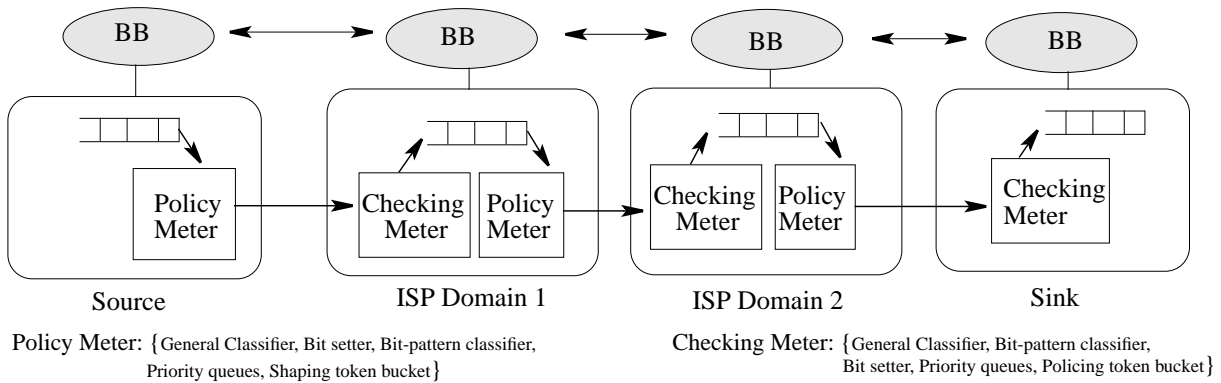 BB
BB
BB
BB
Policy
Meter
Checking
Meter
Policy
Meter
Checking
Meter
Policy
Meter
Checking
Meter
Source
ISP Domain 1
ISP Domain 2
Sink
Policy Meter: {General Classifier, Bit setter, Bit-pattern classifier,
Priority queues, Shaping token bucket}
Checking Meter: {General Classifier, Bit-pattern classifier,
Bit setter, Priority queues, Policing token bucket}